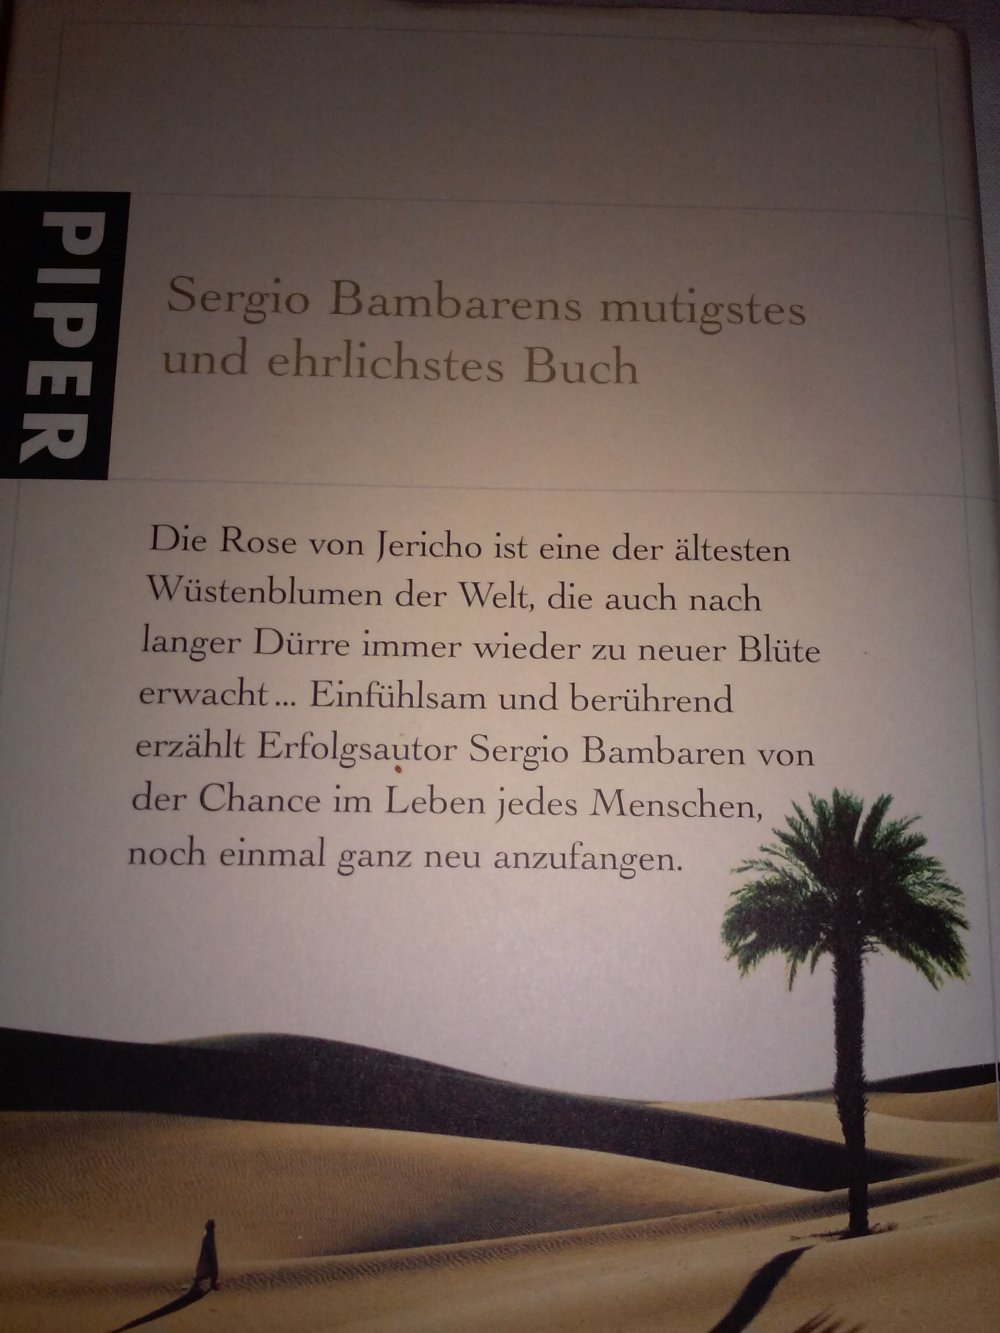 PIPER
Sergio Bambarens mutigstes
und ehrlichstes Buch
Die Rose von Jericho ist eine der ältesten
Wüstenblumen der Welt, die auch nach
langer Dürre immer wieder zu neuer Blüte
erwacht... Einfühlsam und berührend
erzählt Erfolgsautor Sergio Bambaren von
der Chance im Leben jedes Menschen,
noch einmal ganz neu anzufangen.